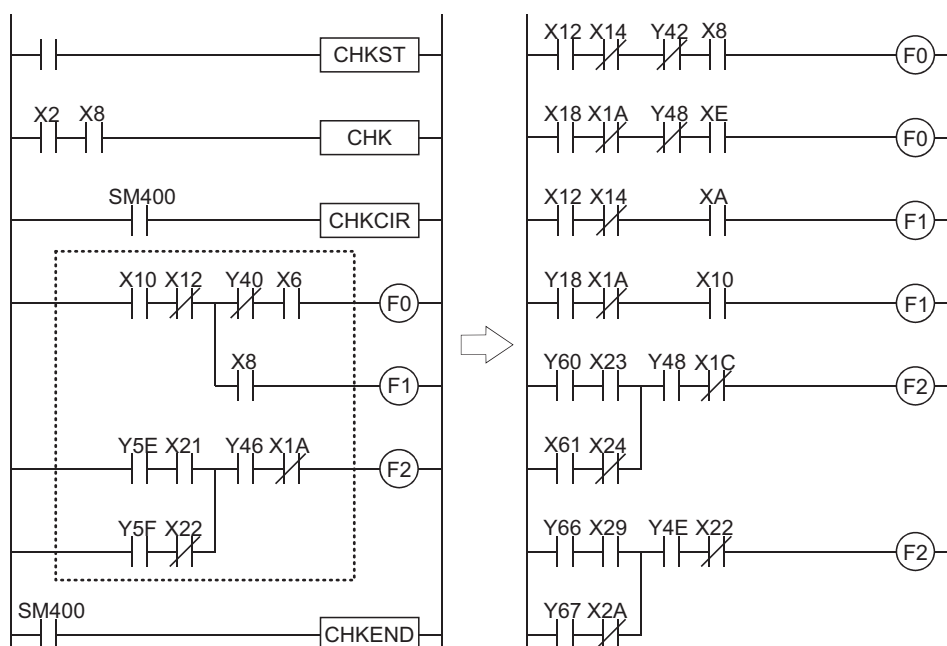 CHKST
X2 X8
CHK
SM400
CHKCIR
X10 X12 Y40 X6
F0
X8
F1
Y5E X21 Y46 X1A
F2
Y5F X22
SM400
CHKEND
X12 X14 Y42 X8
F0
X18 X1A Y48 XE
F0
X12 X14 XA
F1
Y18 X1A X10
F1
Y60 X23 Y48 X1C
F2
X61 X24
Y66 X29 Y4E X22
F2
Y67 X2A